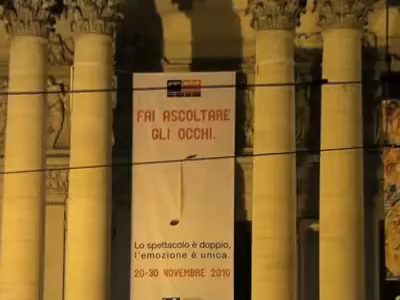 FAI ASCOLTARE
GLI OCCHI.
Lo spettacolo è doppio,
l'emozione è unica.
20-30 NOVEMBRE 2010